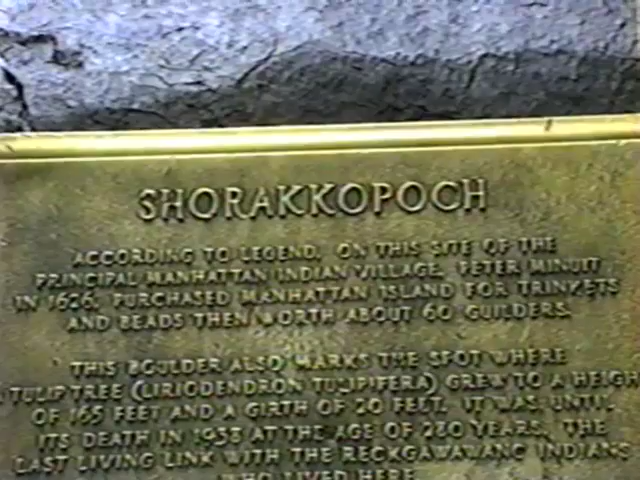 SHORAKKOPOCH
ACCORDING TO LEGEND, ON THIS SITE OF THE
PRINCIPAL MANHATTAN INDIAN VILLAGE, PETER MINUIT
IN 1626, PURCHASED MANHATTAN ISLAND FOR TRINKETS
AND BEADS THEN WORTH ABOUT 60 GUILDERS.
THIS BOULDER ALSO MARKS THE SPOT WHERE
A TULIP TREE (LIRIODENDRON TULIPIFERA) GREW TO A HEIGH
OF 165 FEET AND A GIRTH OF 20 FEET. IT WAS, UNTIL
ITS DEATH IN 1938 AT THE AGE OF 280 YEARS, THE
LAST LIVING LINK WITH THE RECKGAWAWANC INDIANS
WHO LIVED HERE